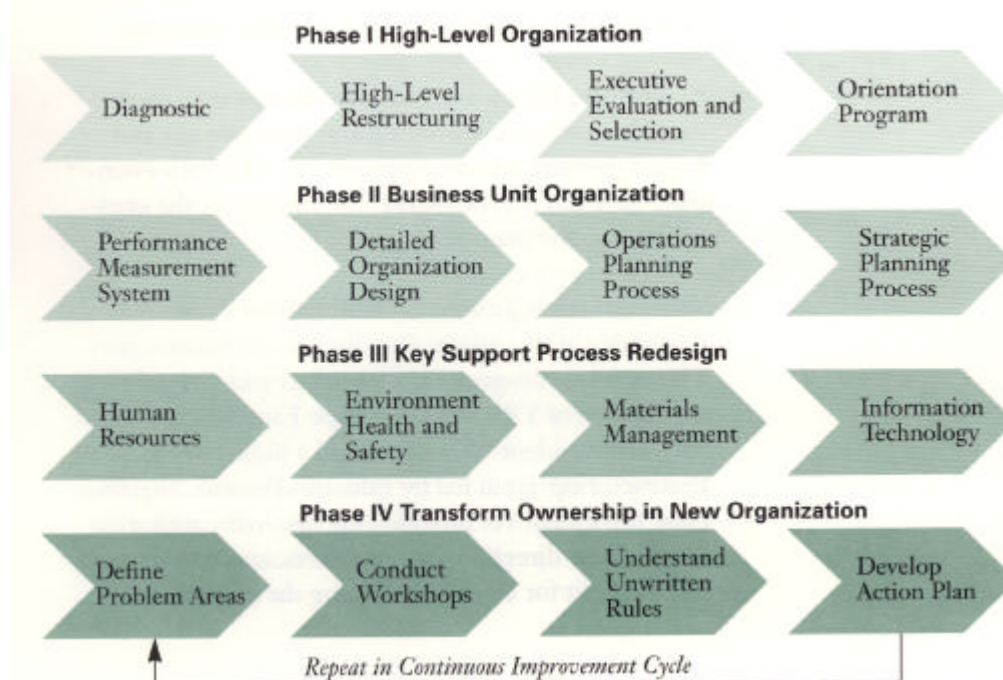 Phase I High-Level Organization
Diagnostic
High-Level
Restructuring
Executive
Evaluation and
Selection
Orientation
Program
Phase II Business Unit Organization
Performance
Measurement
System
Detailed
Organization
Design
Operations
Planning
Process
Strategic
Planning
Process
Phase III Key Support Process Redesign
Human
Resources
Environment
Health and
Safety
Materials
Management
Information
Technology
Phase IV Transform Ownership in New Organization
Define
Problem Areas
Conduct
Workshops
Understand
Unwritten
Rules
Develop
Action Plan
Repeat in Continuous Improvement Cycle